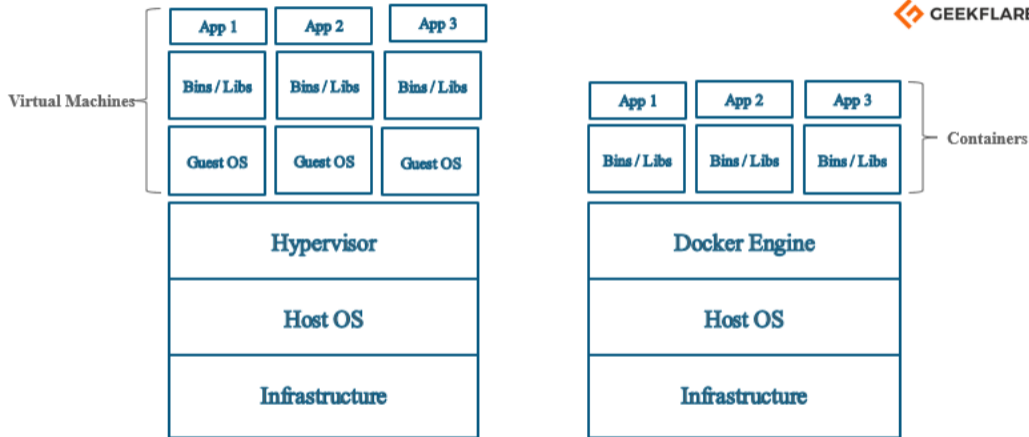 GEEKFLARE
App 1
App 2
App 3
Bins / Libs
Bins / Libs
Bins / Libs
Virtual Machines
Guest OS
Guest OS
Guest OS
Hypervisor
Host OS
Infrastructure
App 1
App 2
App 3
Containers
Bins / Libs
Bins / Libs
Bins / Libs
Docker Engine
Host OS
Infrastructure